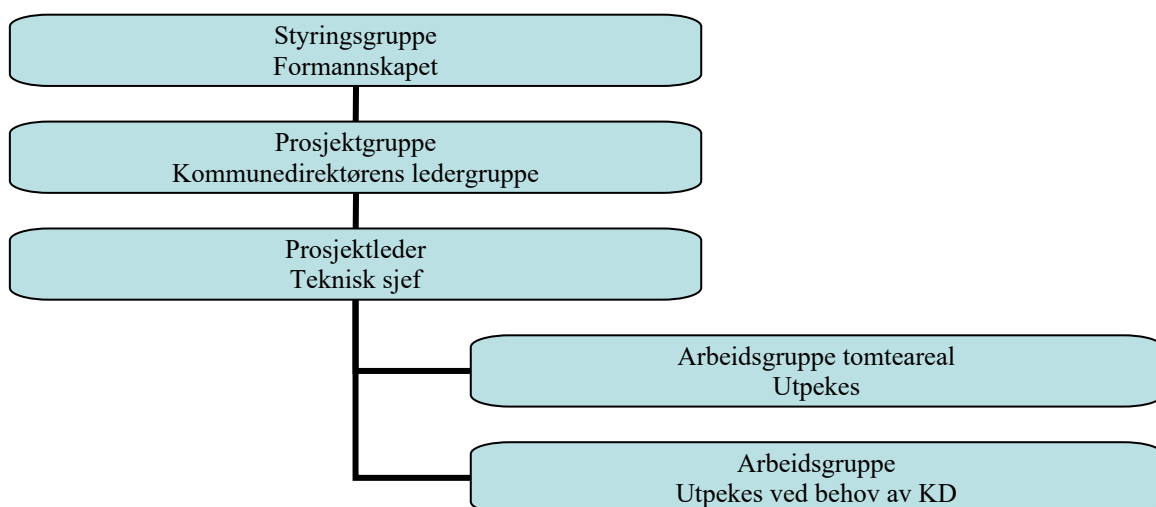 Styringsgruppe
Formannskapet
Prosjektgruppe
Kommunedirektørens ledergruppe
Prosjektleder
Teknisk sjef
Arbeidsgruppe tomteareal
Utpekes
Arbeidsgruppe
Utpekes ved behov av KD